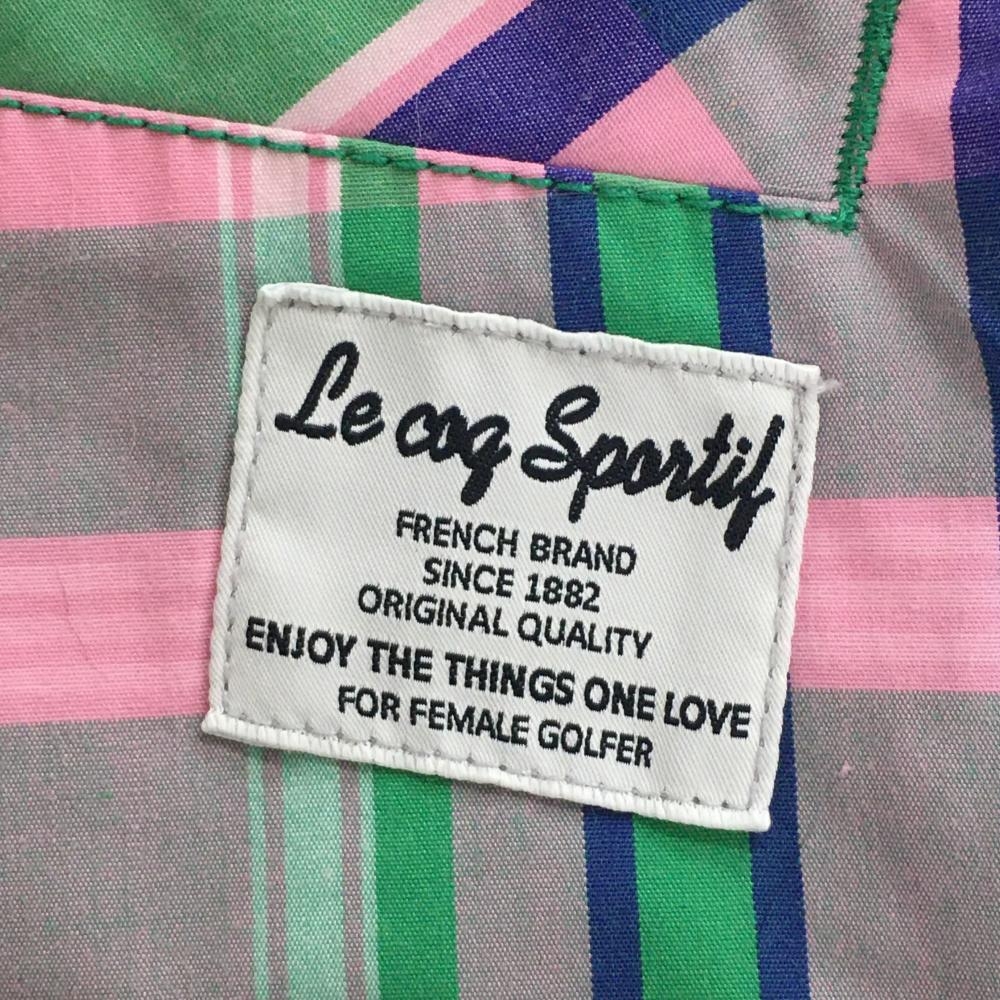 Le coq Sportif
FRENCH BRAND
SINCE 1882
ORIGINAL QUALITY
ENJOY THE THINGS ONE LOVE
FOR FEMALE GOLFER